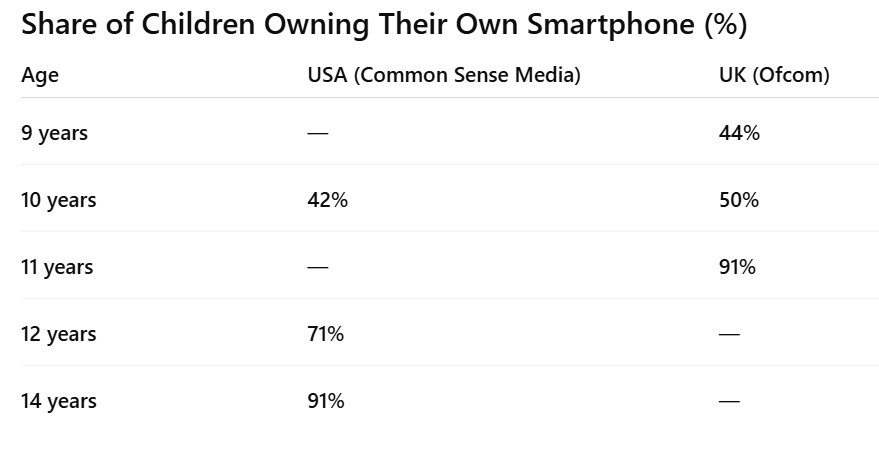 Share of Children Owning Their Own Smartphone (%)
Age USA (Common Sense Media) UK (Ofcom)
9 years — 44%
10 years 42% 50%
11 years — 91%
12 years 71% —
14 years 91% —